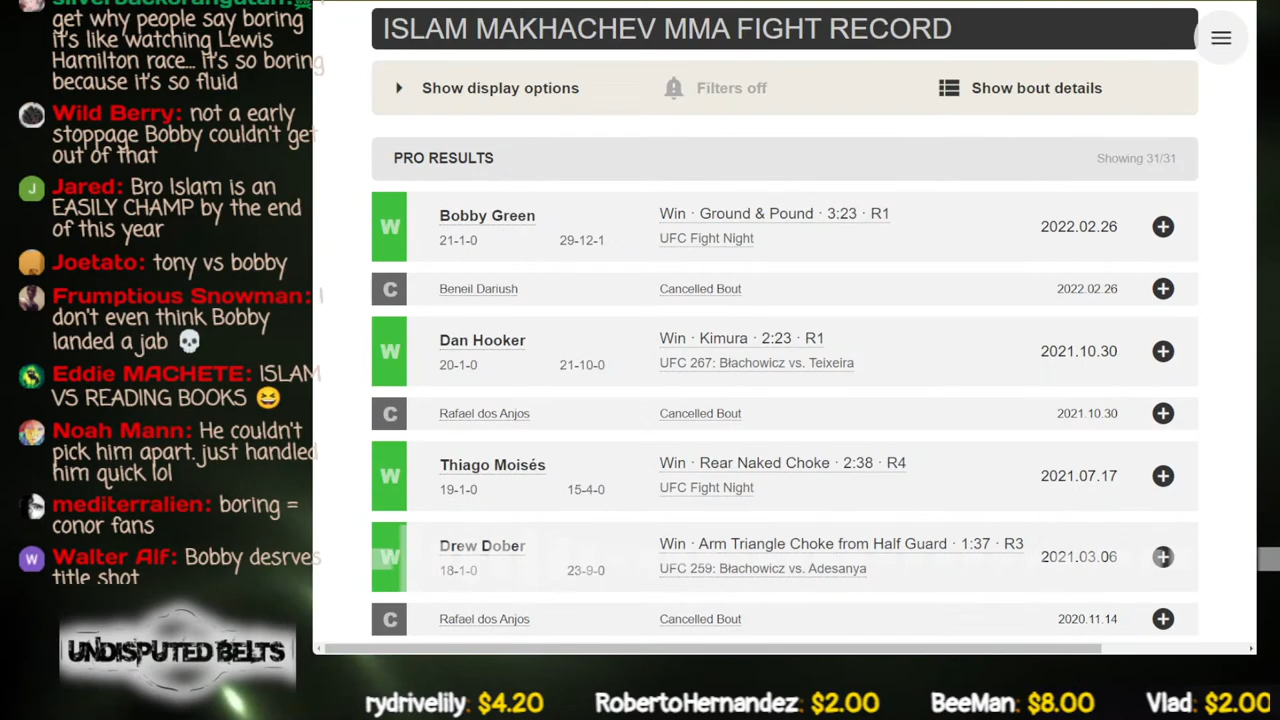 silverbackorangutan:
get why people say boring
it's like watching Lewis
Hamilton race... it's so boring
because it's so fluid
Wild Berry: not a early
stoppage Bobby couldn't get
out of that
J
Jared: Bro Islam is an
EASILY CHAMP by the end
of this year
Joetato: tony vs bobby
Frumptious Snowman: I
don't even think Bobby
landed a jab 💀
Eddie MACHETE: ISLAM
VS READING BOOKS 😆
Noah Mann: He couldn't
pick him apart. just handled
him quick lol
mediterralien: boring =
conor fans
W
Walter Alf: Bobby desrves
title shot
UNDISPUTED BELTS
ISLAM MAKHACHEV MMA FIGHT RECORD
Show display options Filters off Show bout details
PRO RESULTS Showing 31/31
W Bobby Green Win · Ground & Pound · 3:23 · R1 2022.02.26
21-1-0 29-12-1 UFC Fight Night
C Beneil Dariush Cancelled Bout 2022.02.26
W Dan Hooker Win · Kimura · 2:23 · R1 2021.10.30
20-1-0 21-10-0 UFC 267: Błachowicz vs. Teixeira
C Rafael dos Anjos Cancelled Bout 2021.10.30
W Thiago Moisés Win · Rear Naked Choke · 2:38 · R4 2021.07.17
19-1-0 15-4-0 UFC Fight Night
W Drew Dober Win · Arm Triangle Choke from Half Guard · 1:37 · R3 2021.03.06
18-1-0 23-9-0 UFC 259: Błachowicz vs. Adesanya
C Rafael dos Anjos Cancelled Bout 2020.11.14
rydrivelily: $4.20 RobertoHernandez: $2.00 BeeMan: $8.00 Vlad: $2.00